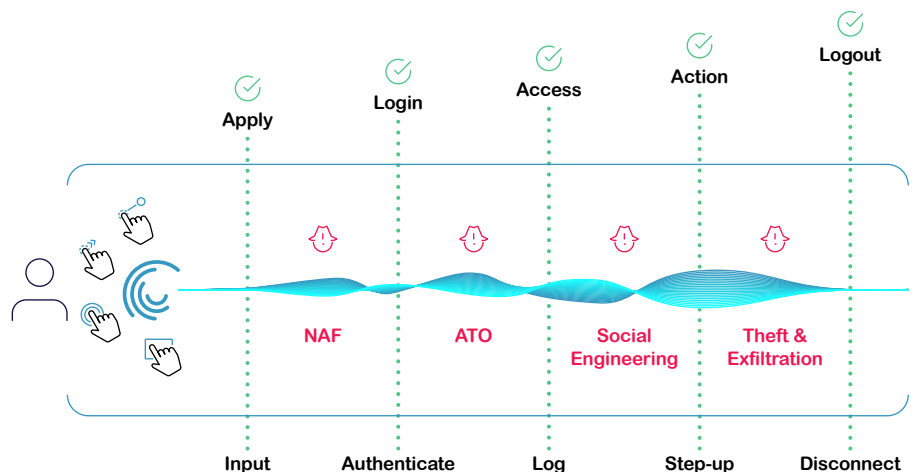 Logout
Action
Access
Login
Apply
NAF
ATO
Social
Engineering
Theft &
Exfiltration
Input
Authenticate
Log
Step-up
Disconnect